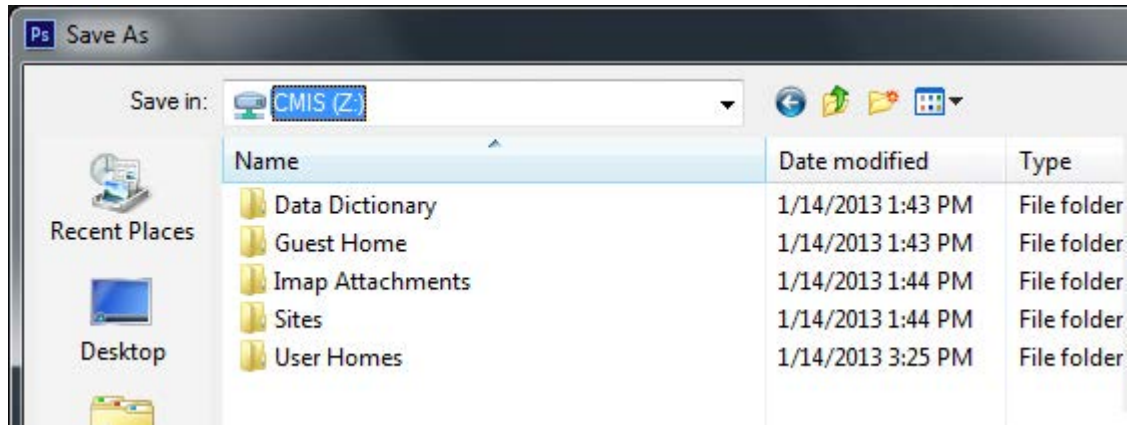 Ps Save As
Save in: CMIS (Z:)
Name Date modified Type
Data Dictionary 1/14/2013 1:43 PM File folder
Guest Home 1/14/2013 1:43 PM File folder
Imap Attachments 1/14/2013 1:44 PM File folder
Sites 1/14/2013 1:44 PM File folder
User Homes 1/14/2013 3:25 PM File folder
Recent Places
Desktop